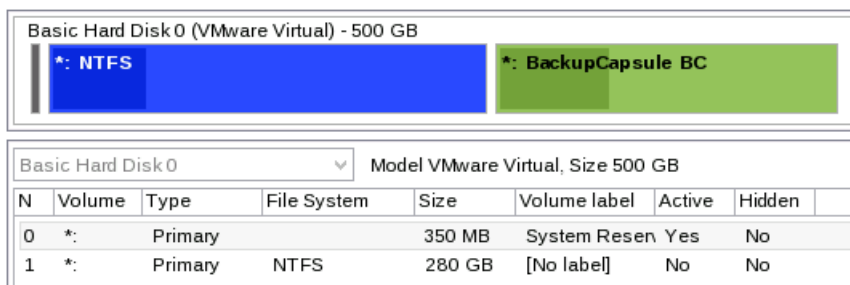 Basic Hard Disk 0 (VMware Virtual) - 500 GB
*: NTFS *: BackupCapsule BC
Basic Hard Disk 0 Model VMware Virtual, Size 500 GB
N Volume Type File System Size Volume label Active Hidden
0 *: Primary 350 MB System Reserv Yes No
1 *: Primary NTFS 280 GB [No label] No No